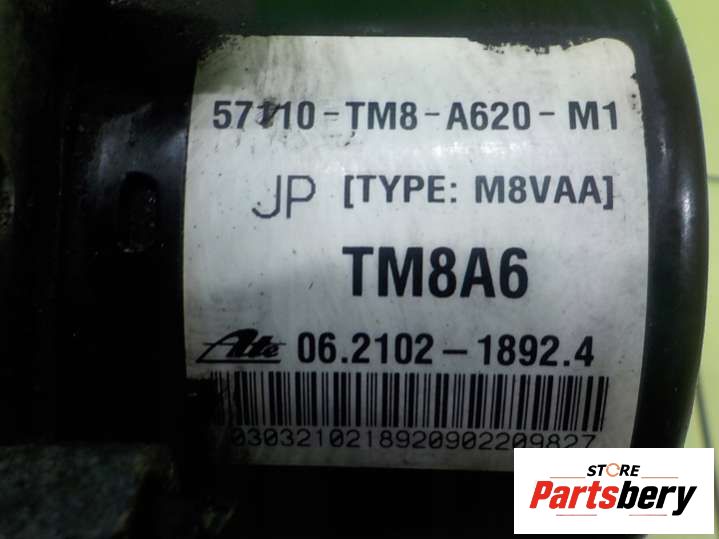 57110-TM8-A620-M1
JP [TYPE: M8VAA]
TM8A6
Ate 06.2102-1892.4
0303210218920902209827
STORE
Partsbery